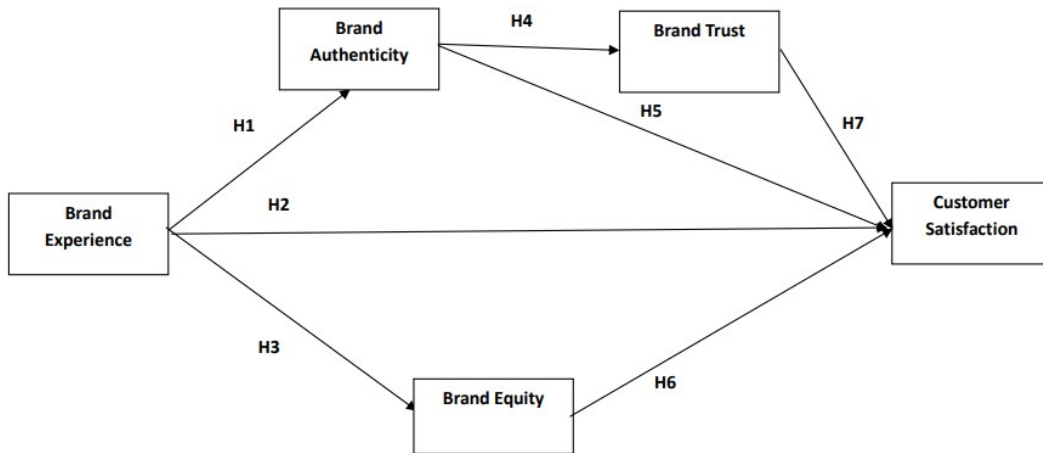 Brand
Authenticity
H4
Brand Trust
H1
H5
H7
Brand
Experience
H2
Customer
Satisfaction
H3
Brand Equity
H6